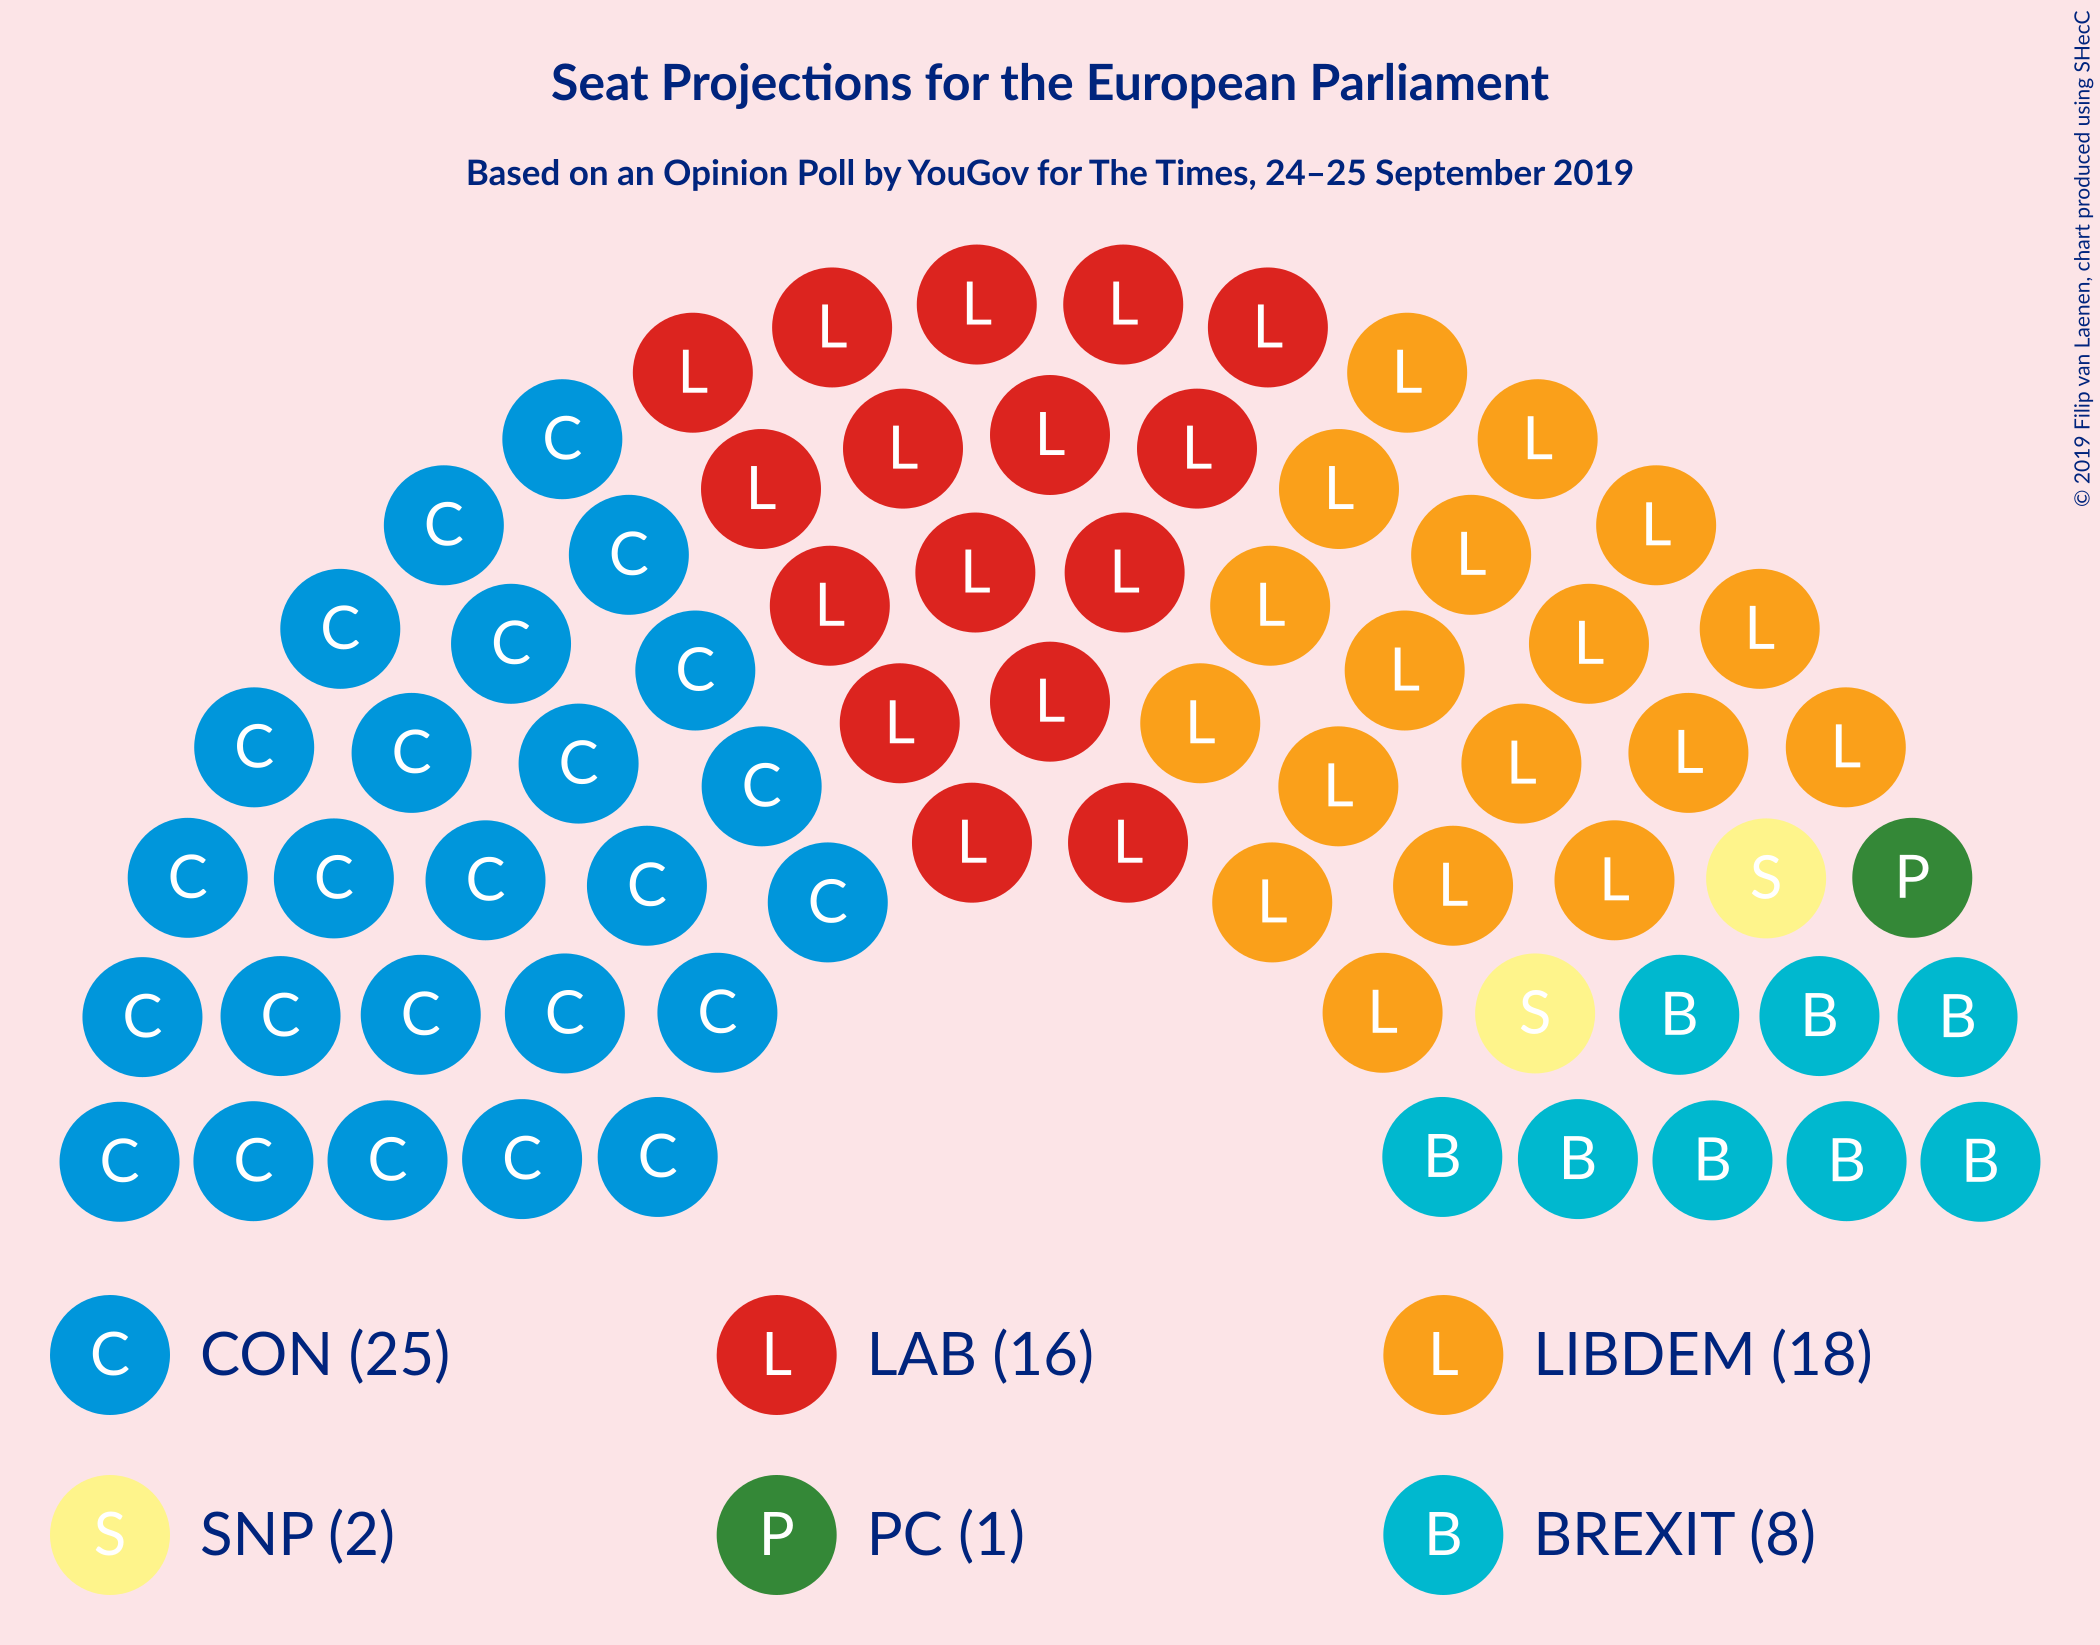 Seat Projections for the European Parliament
Based on an Opinion Poll by YouGov for The Times, 24–25 September 2019
© 2019 Filip van Laenen, chart produced using SHecC
L L L L L L L
C L
C L L L L L L
C C L L
C L L L L L
C C C L L L
C C C L L L L L L
C C C C L L L L L S P
C C C C C L L L L S B B B
C C C C C B B B B B
C CON (25)
L LAB (16)
L LIBDEM (18)
S SNP (2)
P PC (1)
B BREXIT (8)